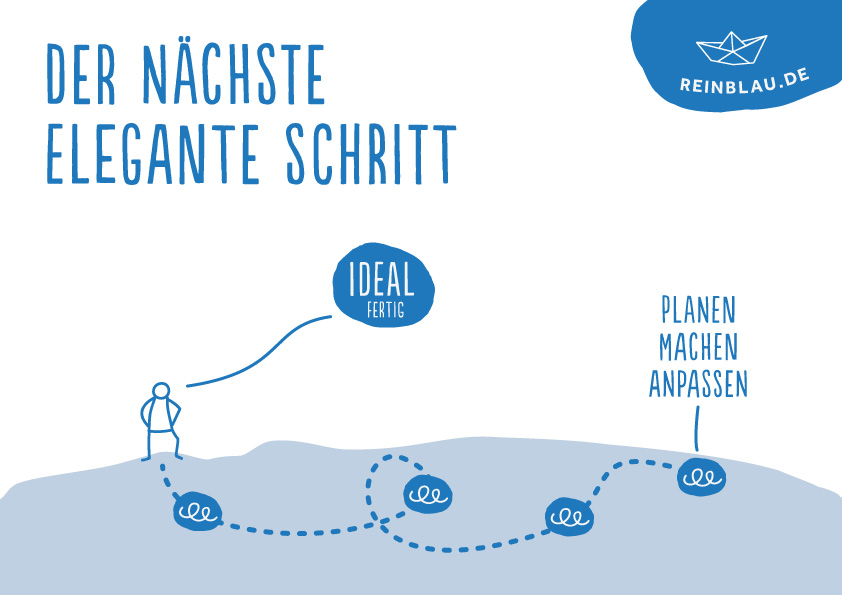 DER NÄCHSTE
ELEGANTE SCHRITT
REINBLAU.DE
IDEAL
FERTIG
PLANEN
MACHEN
ANPASSEN